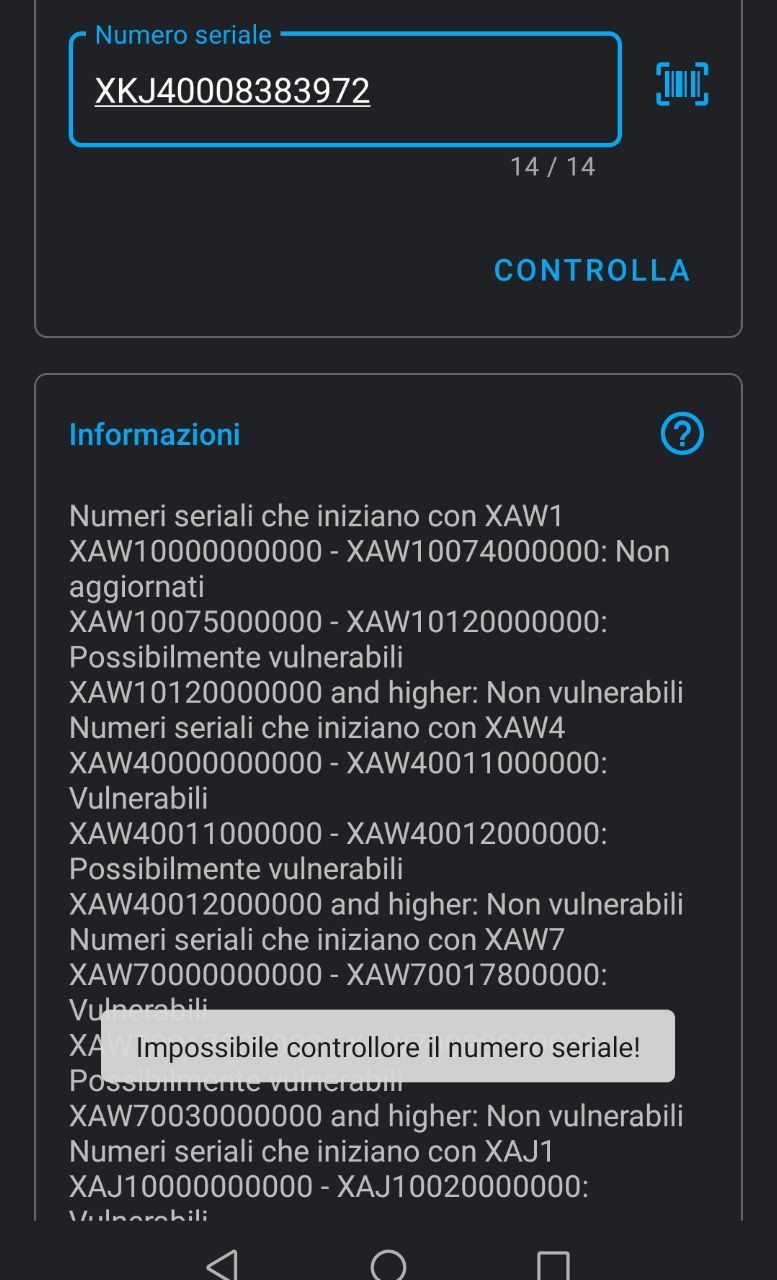 Numero seriale
XKJ40008383972
14 / 14
CONTROLLA
Informazioni
Numeri seriali che iniziano con XAW1
XAW10000000000 - XAW10074000000: Non
aggiornati
XAW10075000000 - XAW10120000000:
Possibilmente vulnerabili
XAW10120000000 and higher: Non vulnerabili
Numeri seriali che iniziano con XAW4
XAW40000000000 - XAW40011000000:
Vulnerabili
XAW40011000000 - XAW40012000000:
Possibilmente vulnerabili
XAW40012000000 and higher: Non vulnerabili
Numeri seriali che iniziano con XAW7
XAW70000000000 - XAW70017800000:
Vulnerabili
Impossibile controllore il numero seriale!
Possibilmente vulnerabili
XAW70030000000 and higher: Non vulnerabili
Numeri seriali che iniziano con XAJ1
XAJ10000000000 - XAJ10020000000:
Vulnerabili